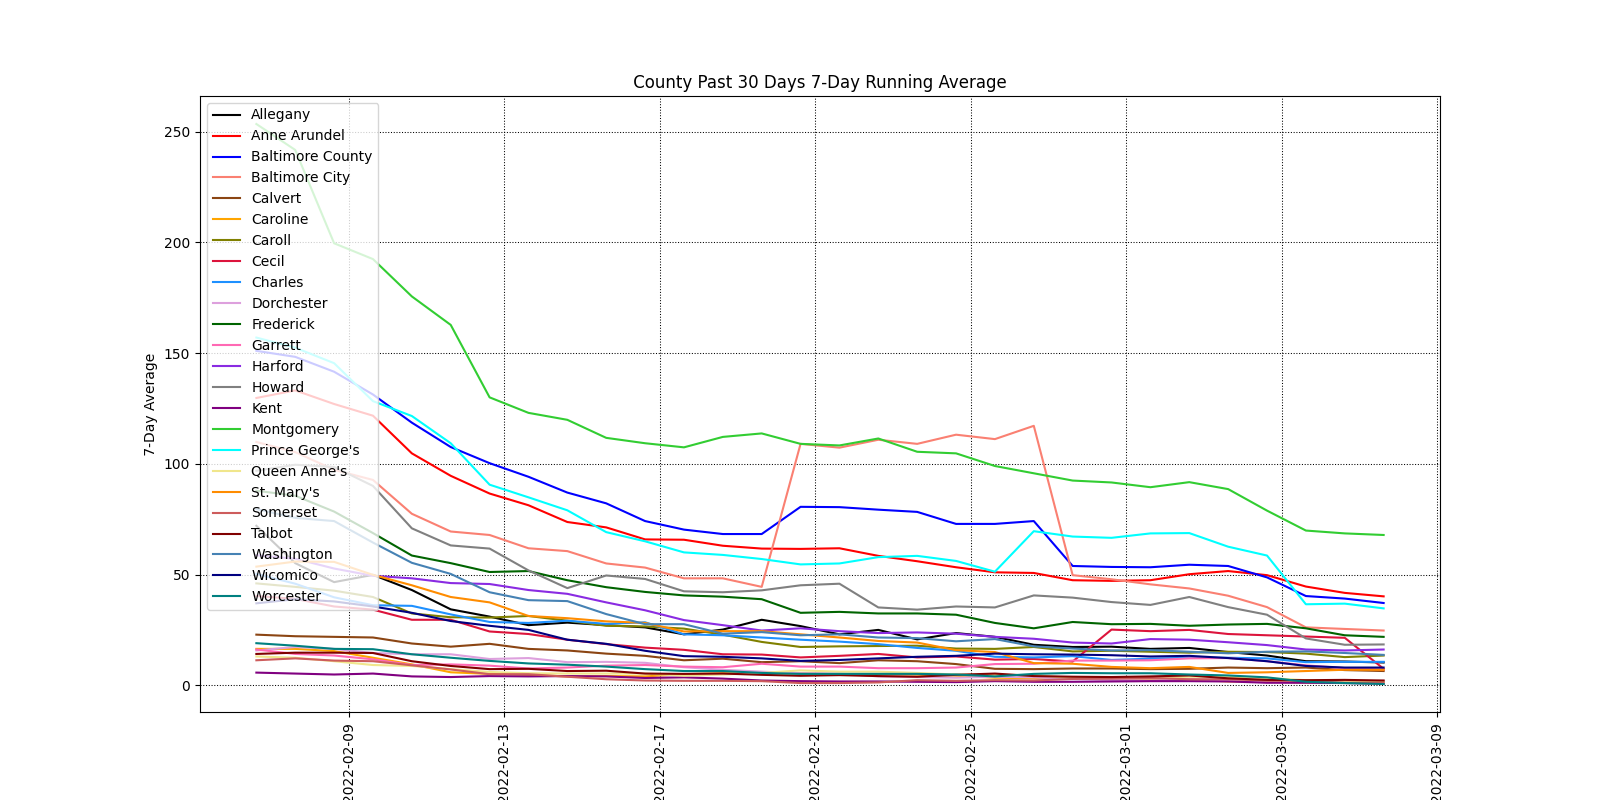 County Past 30 Days 7-Day Running Average
250
200
150
100
50
0
7-Day Average
Allegany
Anne Arundel
Baltimore County
Baltimore City
Calvert
Caroline
Caroll
Cecil
Charles
Dorchester
Frederick
Garrett
Harford
Howard
Kent
Montgomery
Prince George's
Queen Anne's
St. Mary's
Somerset
Talbot
Washington
Wicomico
Worcester
2022-02-09
2022-02-13
2022-02-17
2022-02-21
2022-02-25
2022-03-01
2022-03-05
2022-03-09